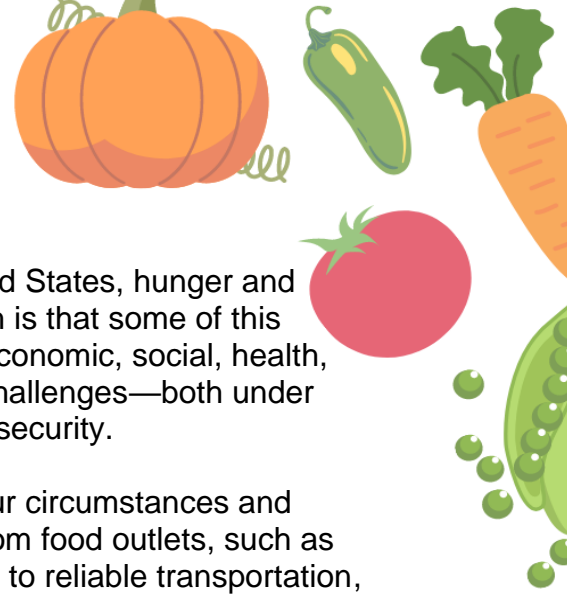 d States, hunger and
is that some of this
conomic, social, health,
hallenges—both under
security.
ur circumstances and
om food outlets, such as
to reliable transportation,